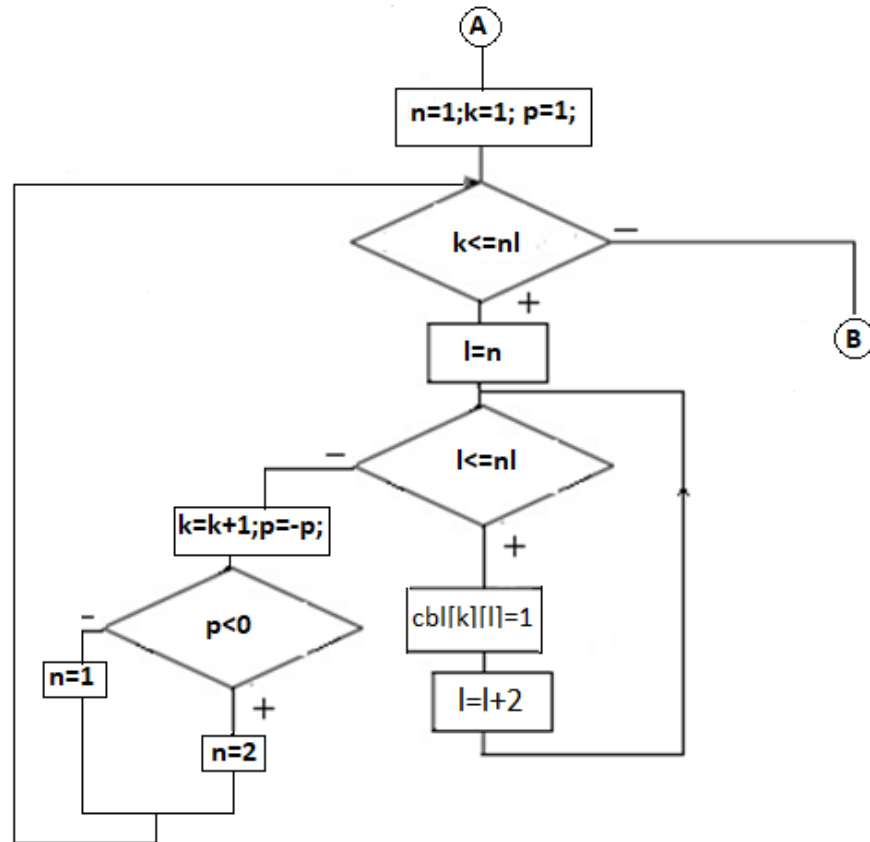 A
n=1;k=1; p=1;
k<=nl
−
+
l=n
B
l<=nl
−
+
k=k+1;p=-p;
cbl[k][l]=1
p<0
-
+
n=1
l=l+2
n=2